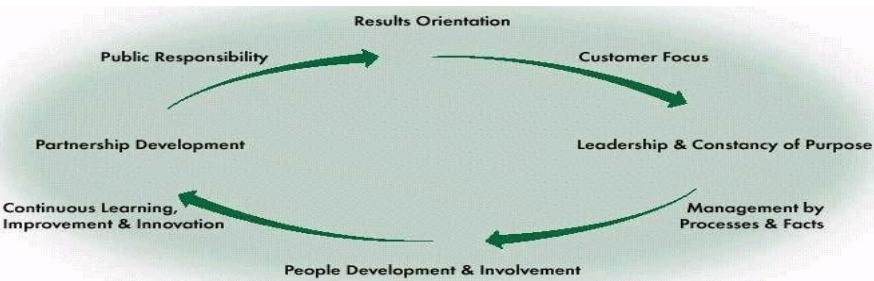 Results Orientation
Public Responsibility
Customer Focus
Partnership Development
Leadership & Constancy of Purpose
Continuous Learning,
Improvement & Innovation
Management by
Processes & Facts
People Development & Involvement